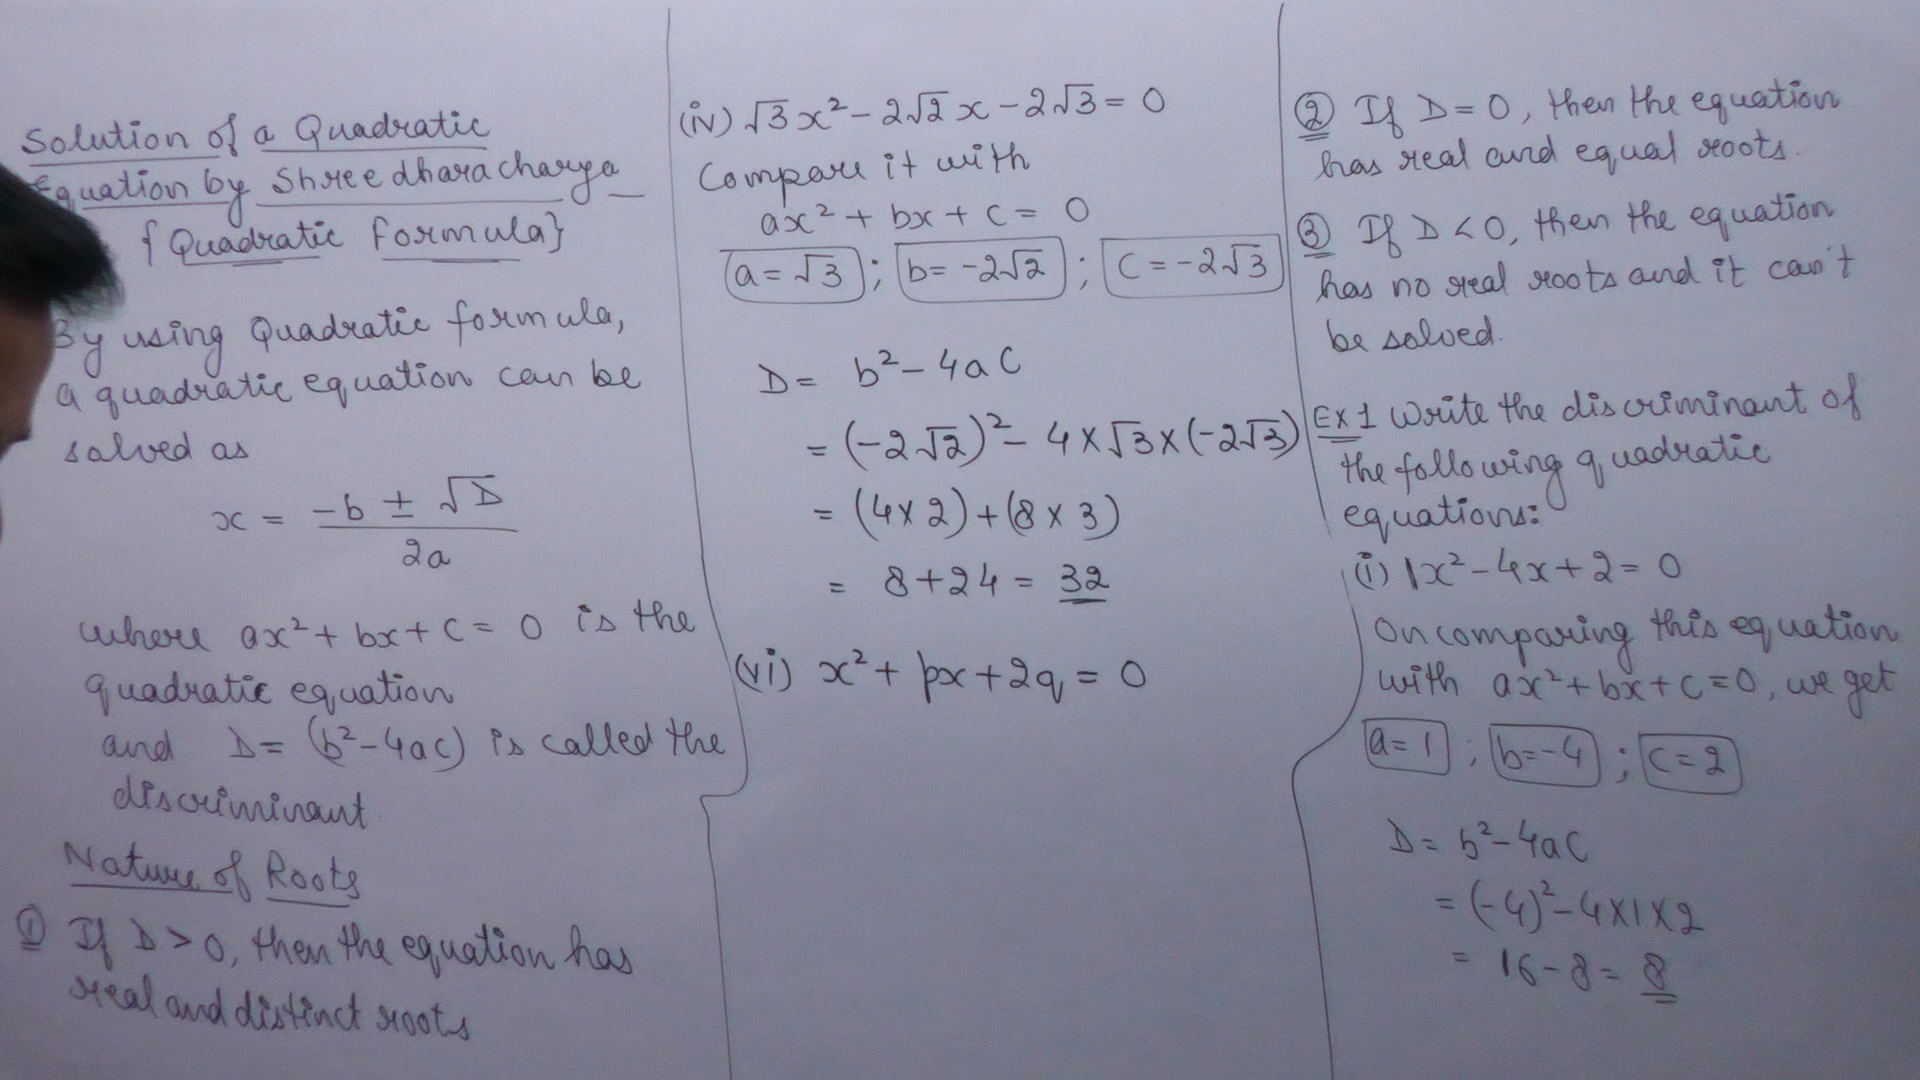 Solution of a Quadratic
Equation by Shreedharacharya
{Quadratic formula}
By using Quadratic formula,
a quadratic equation can be
solved as
x = (-b ± √D) / 2a
where ax² + bx + c = 0 is the
quadratic equation
and D = (b² - 4ac) is called the
discriminant
Nature of Roots
① If D > 0, then the equation has
real and distinct roots
(iv) √3x² - 2√2x - 2√3 = 0
Compare it with
ax² + bx + c = 0
a = √3 ; b = -2√2 ; c = -2√3
D = b² - 4ac
= (-2√2)² - 4×√3×(-2√3)
= (4×2)+(8×3)
= 8+24 = 32
(vi) x² + px + 2q = 0
② If D = 0, then the equation
has real and equal roots.
③ If D < 0, then the equation
has no real roots and it can't
be solved.
EX1 Write the discriminant of
the following quadratic
equations:
(i) 1x² - 4x + 2 = 0
On comparing this equation
with ax² + bx + c = 0, we get
a = 1 ; b = -4 ; c = 2
D = b² - 4ac
= (-4)² - 4×1×2
= 16 - 8 = 8